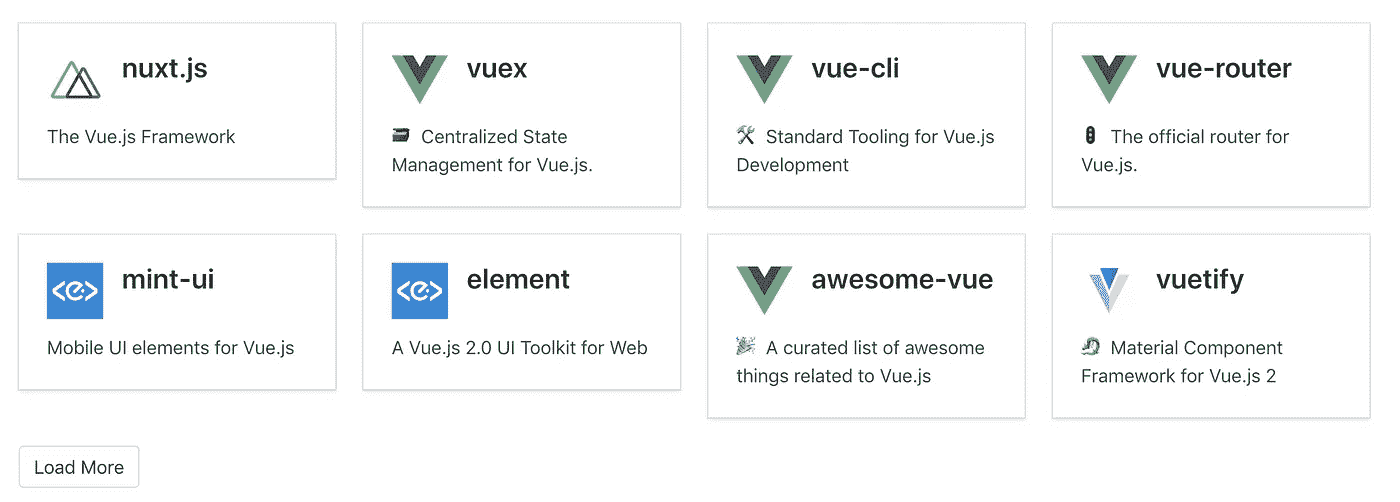 nuxt.js
The Vue.js Framework
vuex
🗃 Centralized State
Management for Vue.js.
vue-cli
🛠 Standard Tooling for Vue.js
Development
vue-router
🚦 The official router for
Vue.js.
<e>
mint-ui
Mobile UI elements for Vue.js
<e>
element
A Vue.js 2.0 UI Toolkit for Web
awesome-vue
🎉 A curated list of awesome
things related to Vue.js
vuetify
🐉 Material Component
Framework for Vue.js 2
Load More